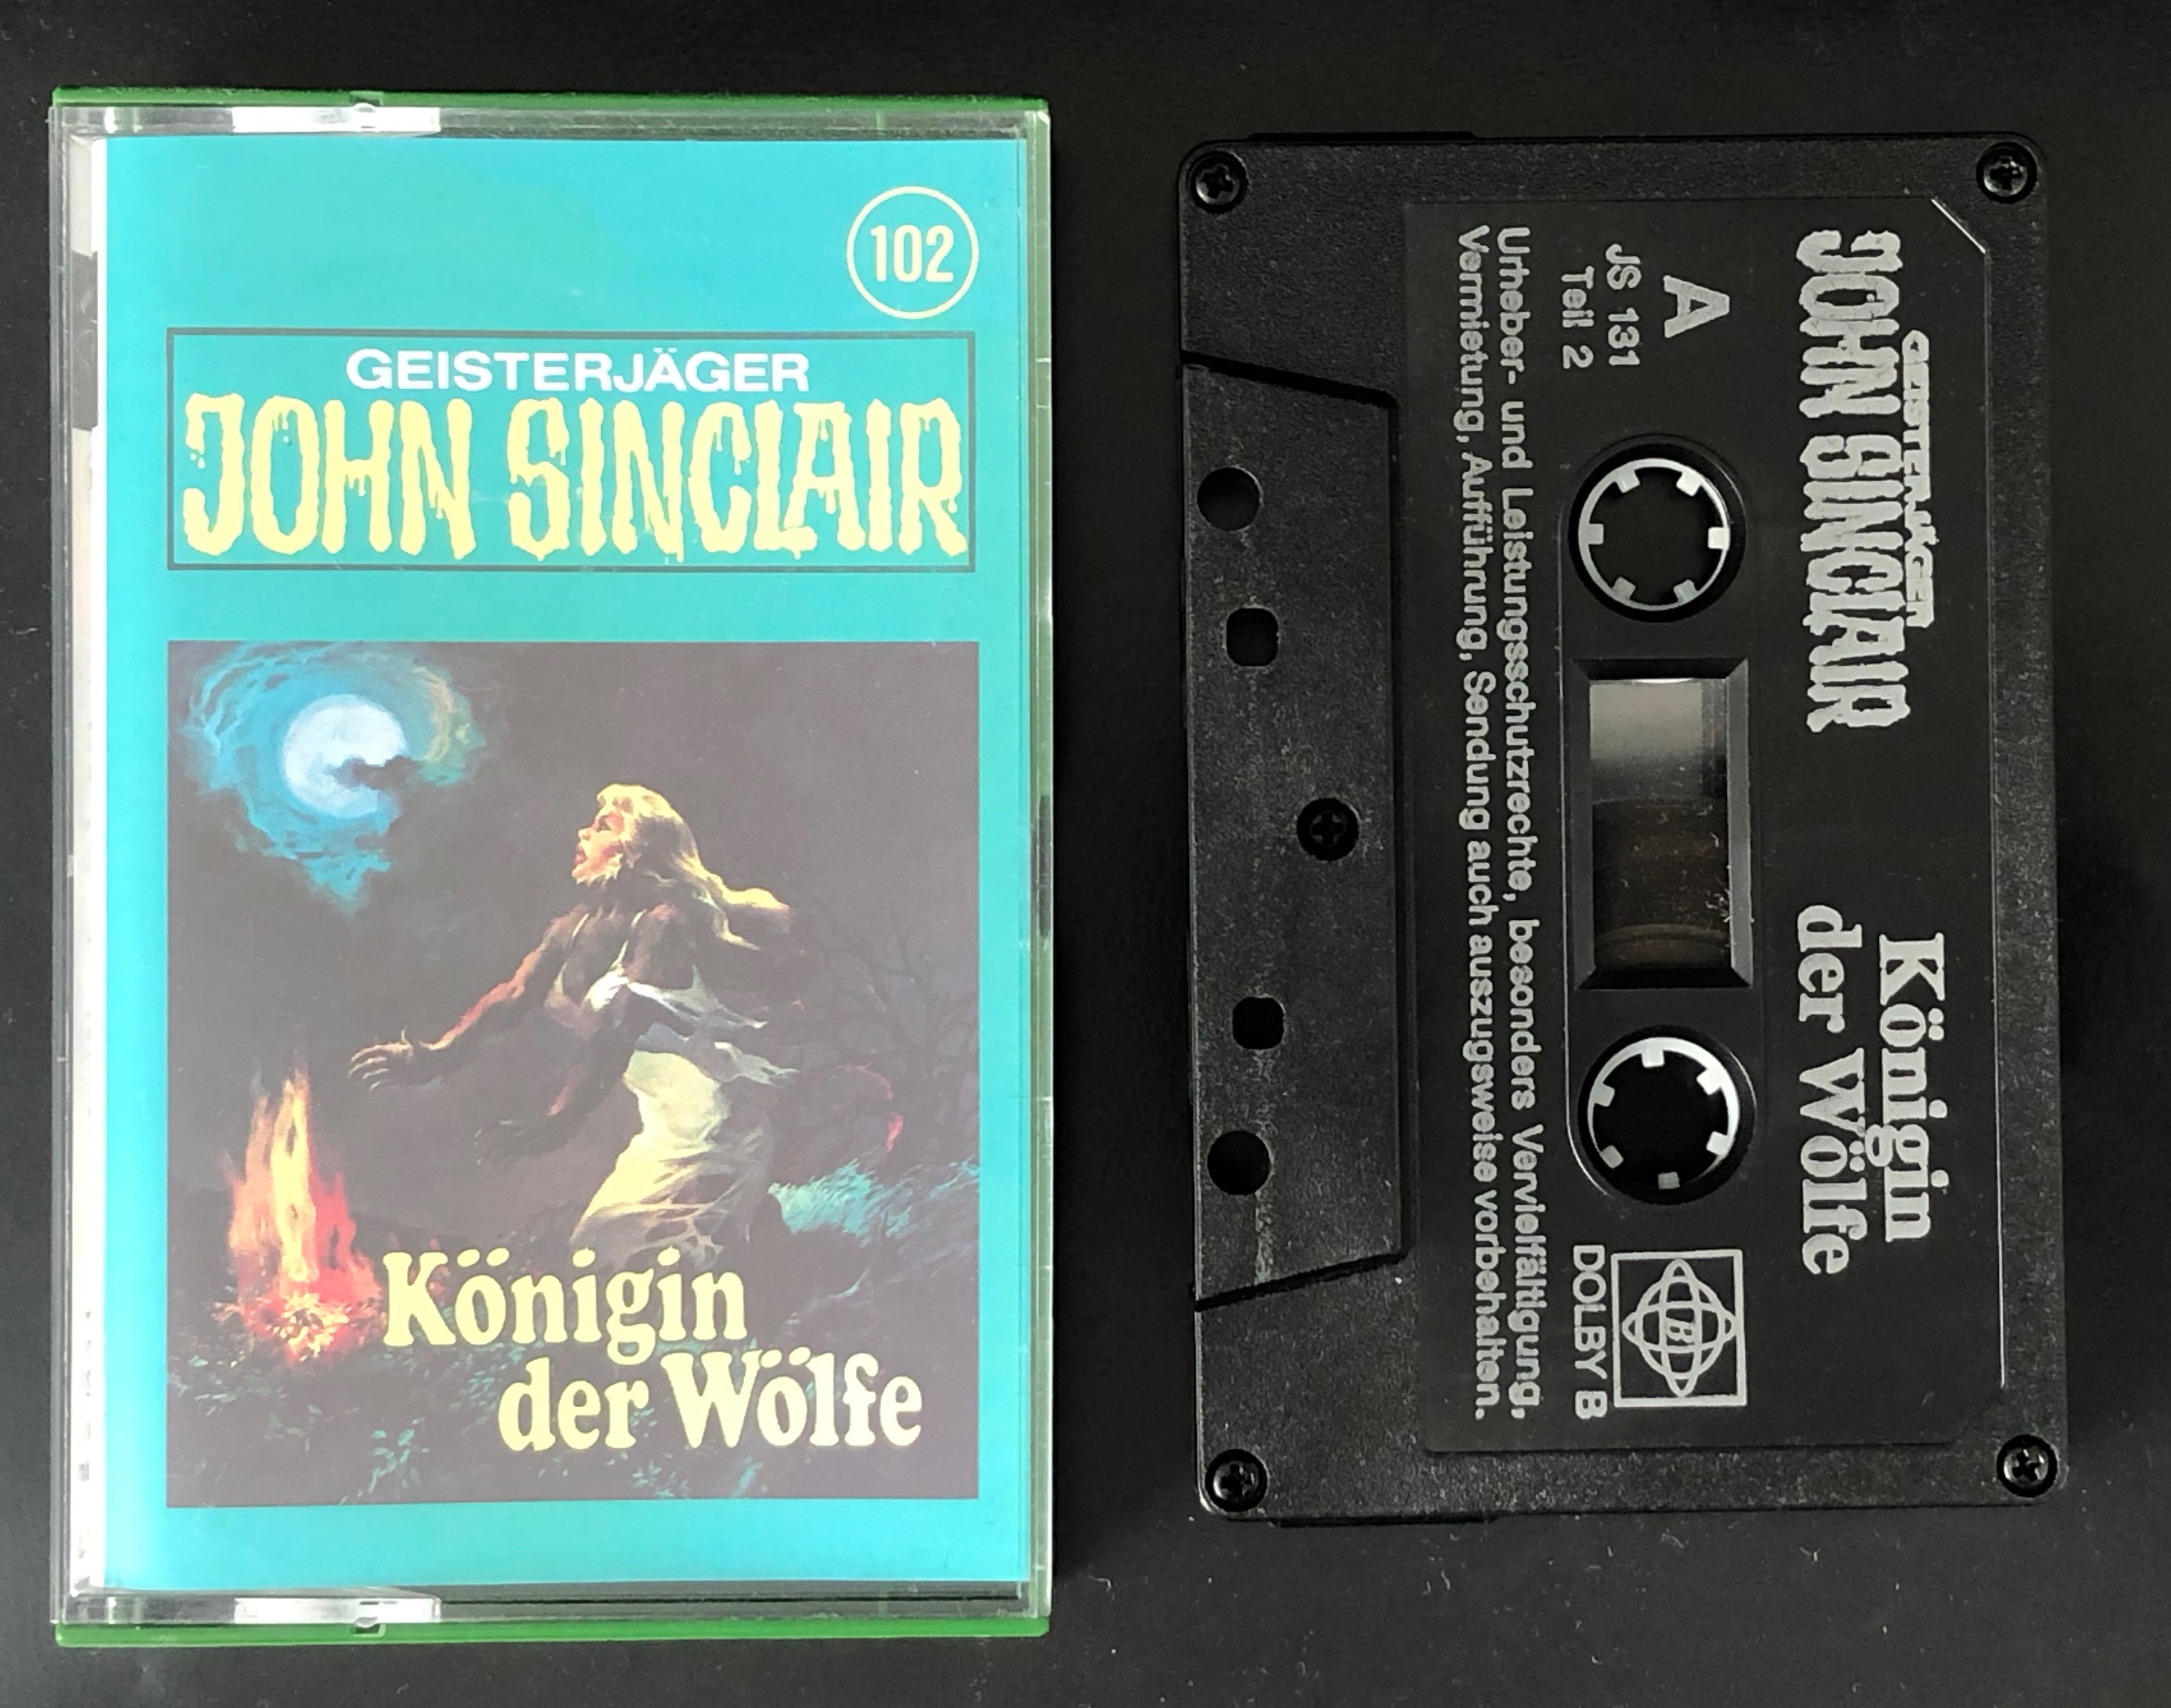 102
GEISTERJÄGER
JOHN SINCLAIR
Königin
der Wölfe
GEISTERJÄGER
JOHN SINCLAIR
Königin
der Wölfe
A
JS 131
Teil 2
B
DOLBY B
Urheber- und Leistungsschutzrechte, besonders Vervielfältigung,
Vermietung, Aufführung, Sendung auch auszugsweise vorbehalten.